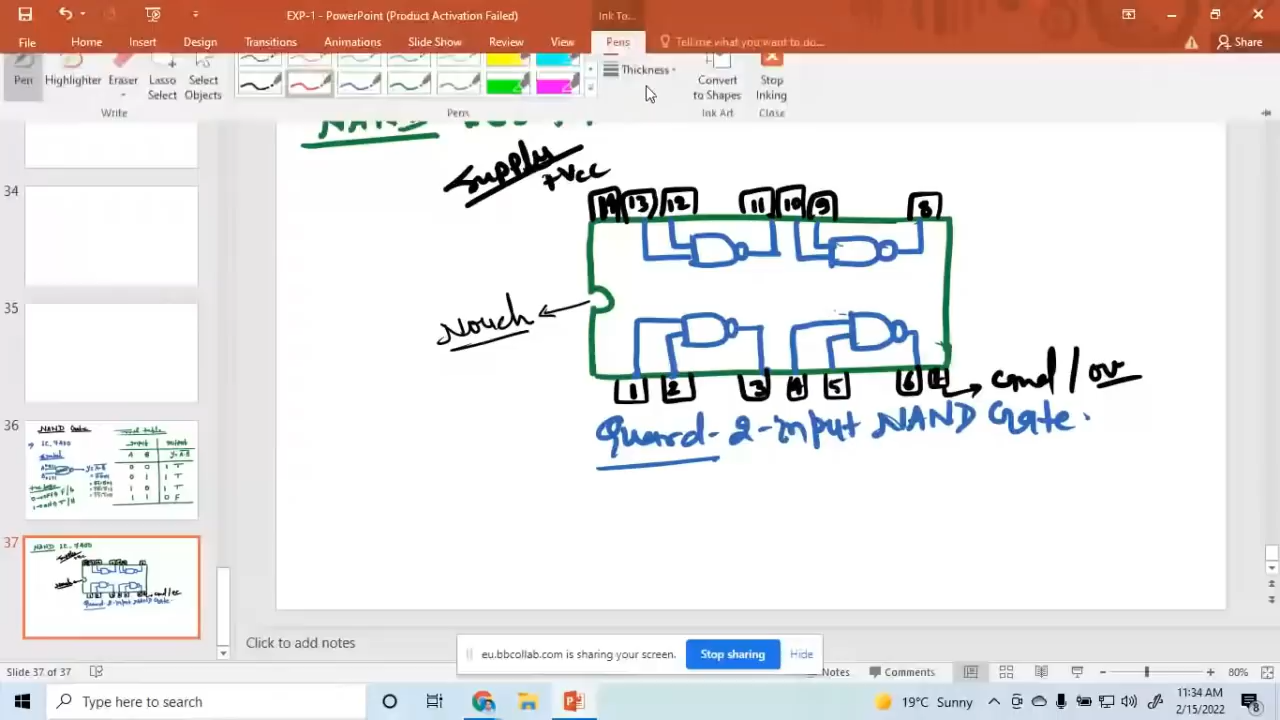 EXP-1 - PowerPoint (Product Activation Failed)
Ink To...
File Home Insert Design Transitions Animations Slide Show Review View Pens Tell me what you want to do... Share
Pen Highlighter Eraser Lasso Select Select Objects Thickness Convert to Shapes Stop Inking
Write Pens Ink Art Close
34
35
36
37
NAND
Supply
+Vcc
14 13 12 11 10 9 8
Nouch
1 2 3 4 5 6
Gnd / 0V
Quard-2-input NAND Gate.
Click to add notes
eu.bbcollab.com is sharing your screen. Stop sharing Hide
Slide 37 of 37 Notes Comments 80%
Type here to search
19°C Sunny
11:34 AM
2/15/2022
8